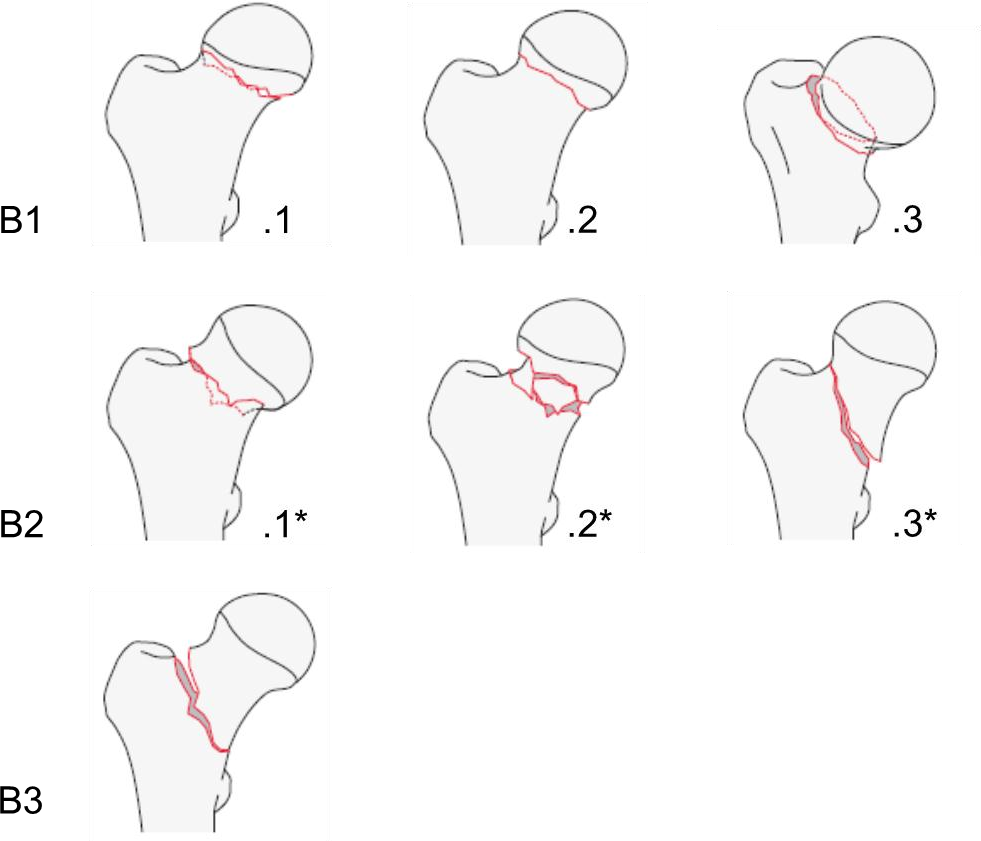 B1 .1 .2 .3
B2 .1* .2* .3*
B3